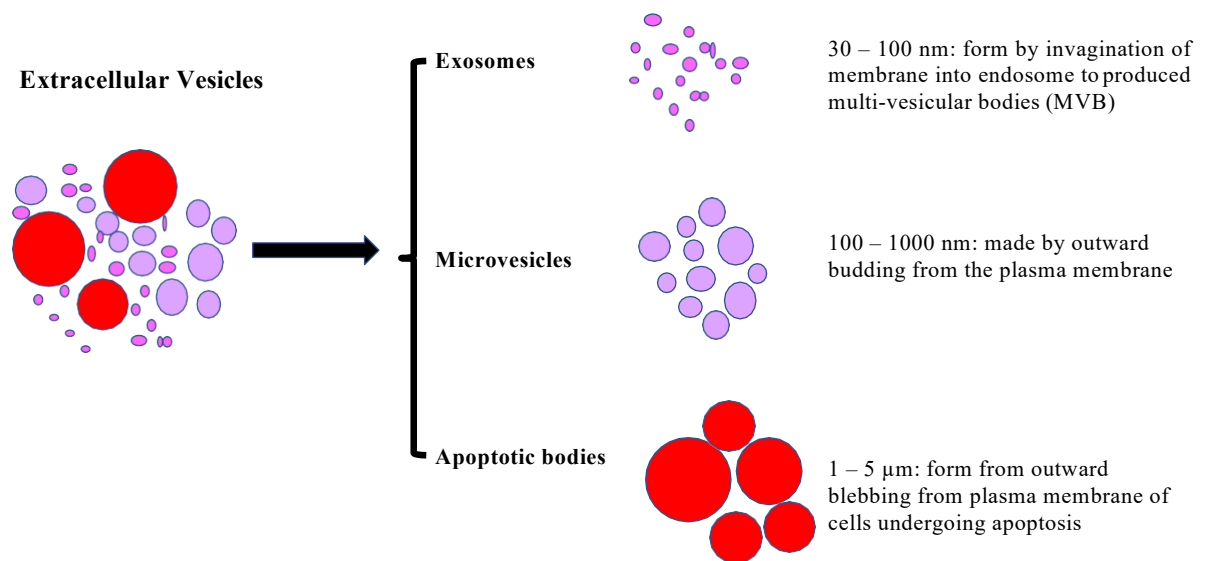 Extracellular Vesicles
Exosomes
30 – 100 nm: form by invagination of
membrane into endosome to produced
multi-vesicular bodies (MVB)
Microvesicles
100 – 1000 nm: made by outward
budding from the plasma membrane
Apoptotic bodies
1 – 5 µm: form from outward
blebbing from plasma membrane of
cells undergoing apoptosis